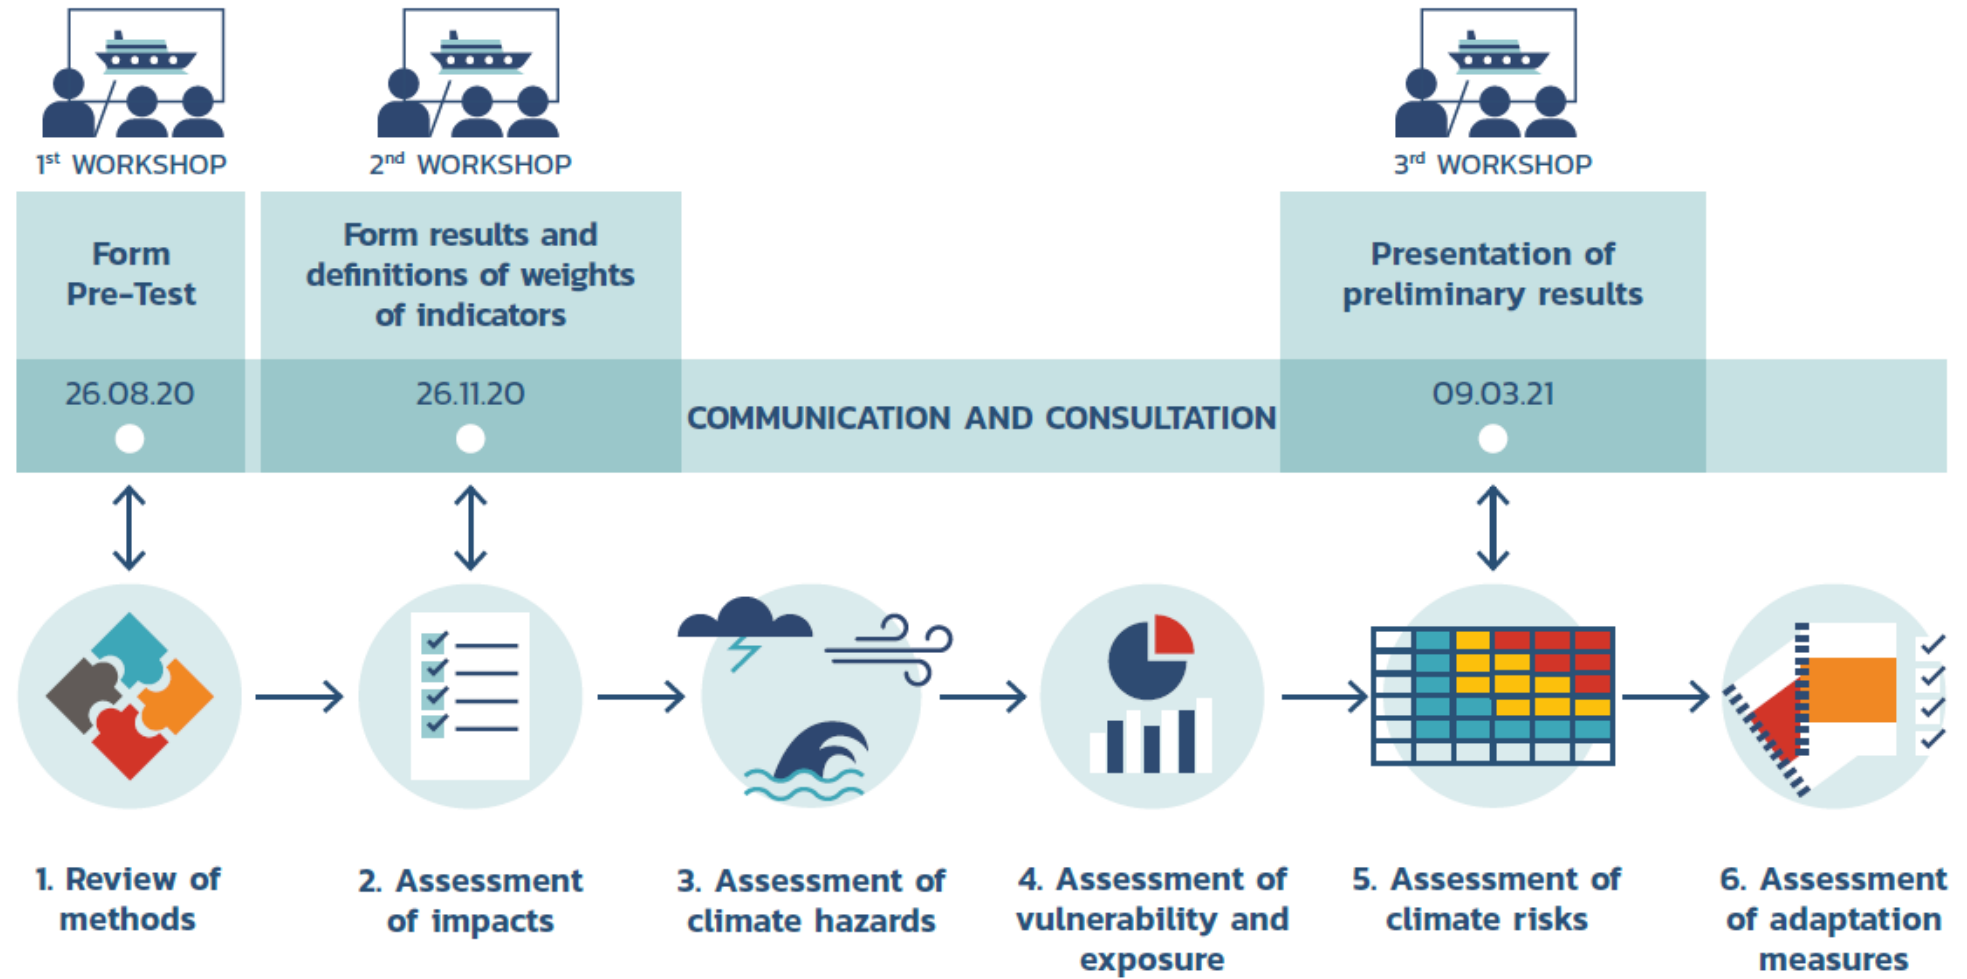 1st WORKSHOP
2nd WORKSHOP
3rd WORKSHOP
Form
Pre-Test
Form results and
definitions of weights
of indicators
Presentation of
preliminary results
26.08.20
26.11.20
COMMUNICATION AND CONSULTATION
09.03.21
1. Review of
methods
2. Assessment
of impacts
3. Assessment of
climate hazards
4. Assessment of
vulnerability and
exposure
5. Assessment of
climate risks
6. Assessment
of adaptation
measures